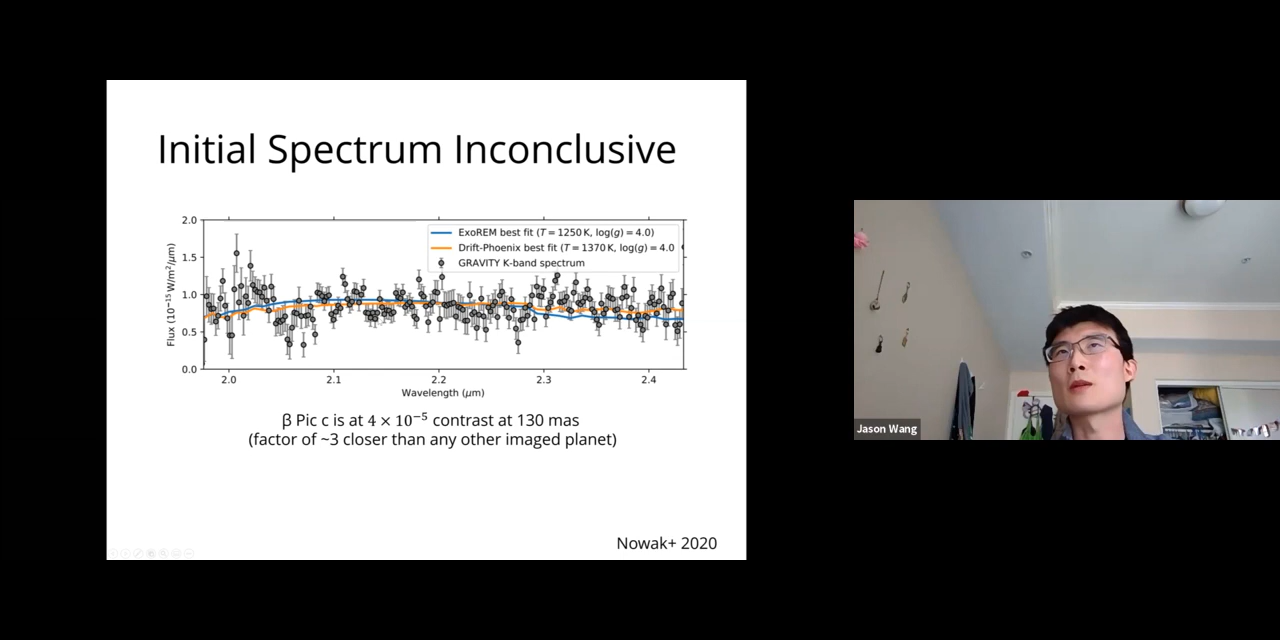 Initial Spectrum Inconclusive
2.0
1.5
1.0
0.5
0.0
Flux (10⁻¹⁵ W/m²/μm)
ExoREM best fit (T = 1250 K, log(g) = 4.0)
Drift-Phoenix best fit (T = 1370 K, log(g) = 4.0
GRAVITY K-band spectrum
2.0 2.1 2.2 2.3 2.4
Wavelength (μm)
β Pic c is at 4 × 10⁻⁵ contrast at 130 mas
(factor of ~3 closer than any other imaged planet)
Nowak+ 2020
Jason Wang